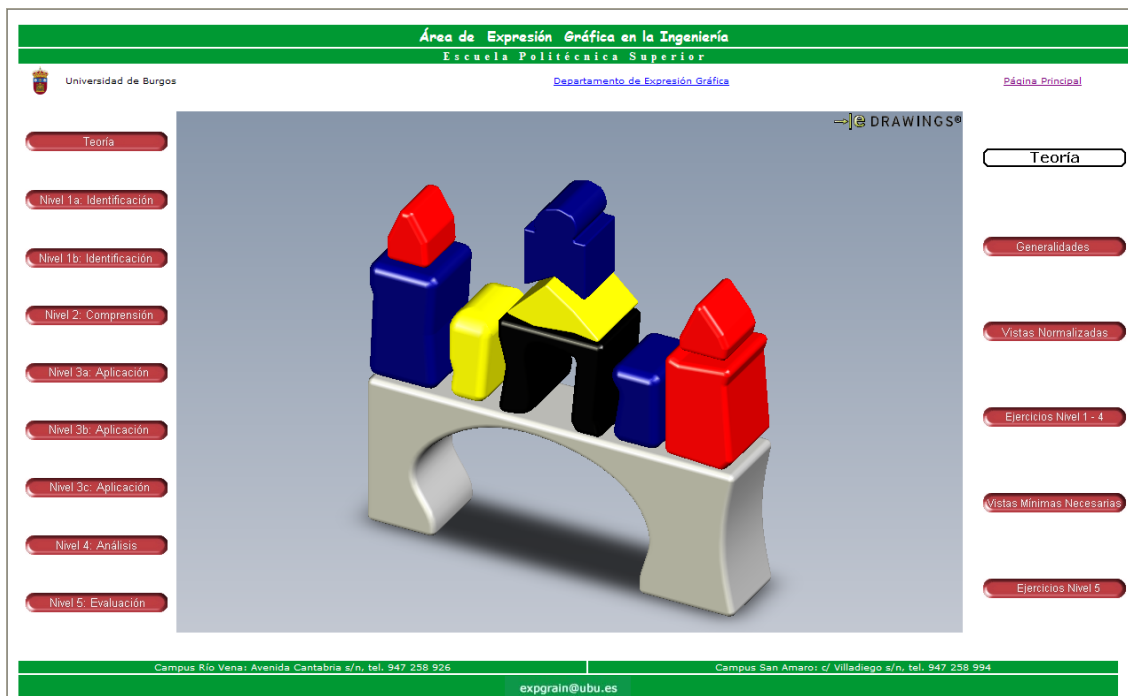 Área de Expresión Gráfica en la Ingeniería
Escuela Politécnica Superior
Universidad de Burgos
Departamento de Expresión Gráfica
Página Principal
eDRAWINGS®
Teoría
Nivel 1a: Identificación
Nivel 1b: Identificación
Nivel 2: Comprensión
Nivel 3a: Aplicación
Nivel 3b: Aplicación
Nivel 3c: Aplicación
Nivel 4: Análisis
Nivel 5: Evaluación
Teoría
Generalidades
Vistas Normalizadas
Ejercicios Nivel 1 - 4
Vistas Mínimas Necesarias
Ejercicios Nivel 5
Campus Río Vena: Avenida Cantabria s/n, tel. 947 258 926
Campus San Amaro: c/ Villadiego s/n, tel. 947 258 994
expgrain@ubu.es